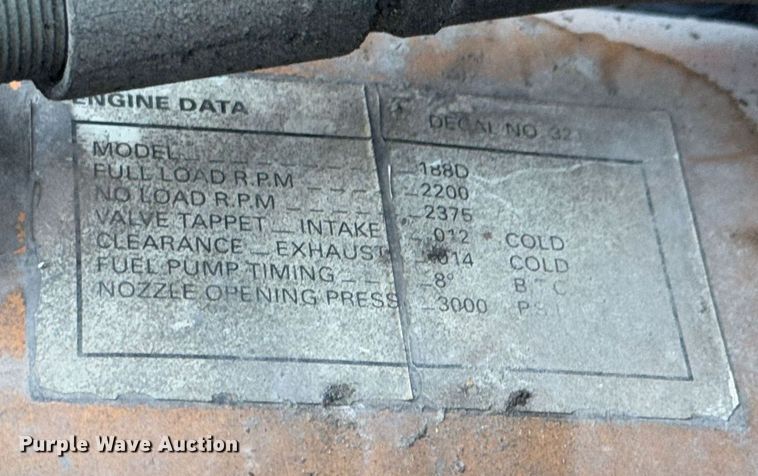 ENGINE DATA DECAL NO. 32
MODEL 188D
FULL LOAD R.P.M 2200
NO LOAD R.P.M 2375
VALVE TAPPET — INTAKE .012 COLD
CLEARANCE — EXHAUST .014 COLD
FUEL PUMP TIMING 8° B T C
NOZZLE OPENING PRESS 3000 P S I
Purple Wave Auction